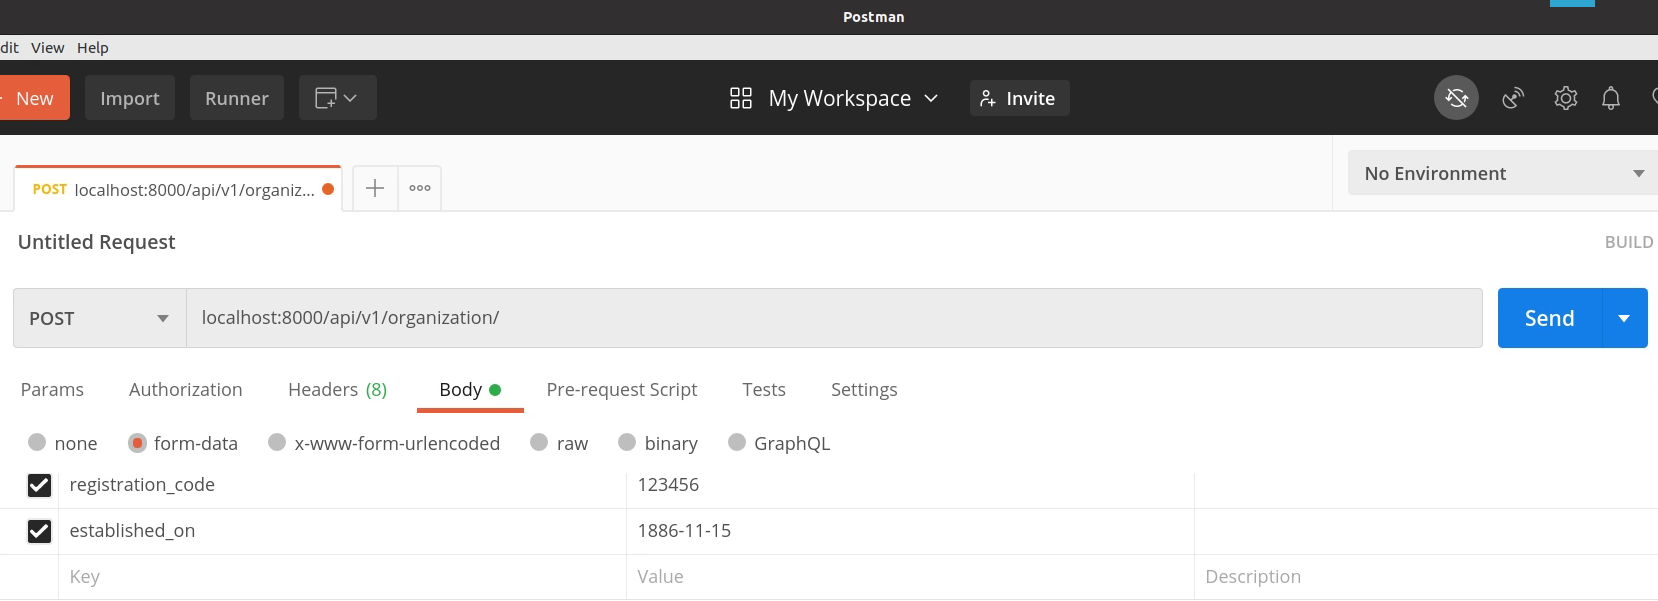 Postman
dit View Help
New Import Runner My Workspace Invite
POST localhost:8000/api/v1/organiz... No Environment
Untitled Request BUILD
POST localhost:8000/api/v1/organization/ Send
Params Authorization Headers (8) Body Pre-request Script Tests Settings
none form-data x-www-form-urlencoded raw binary GraphQL
registration_code 123456
established_on 1886-11-15
Key Value Description